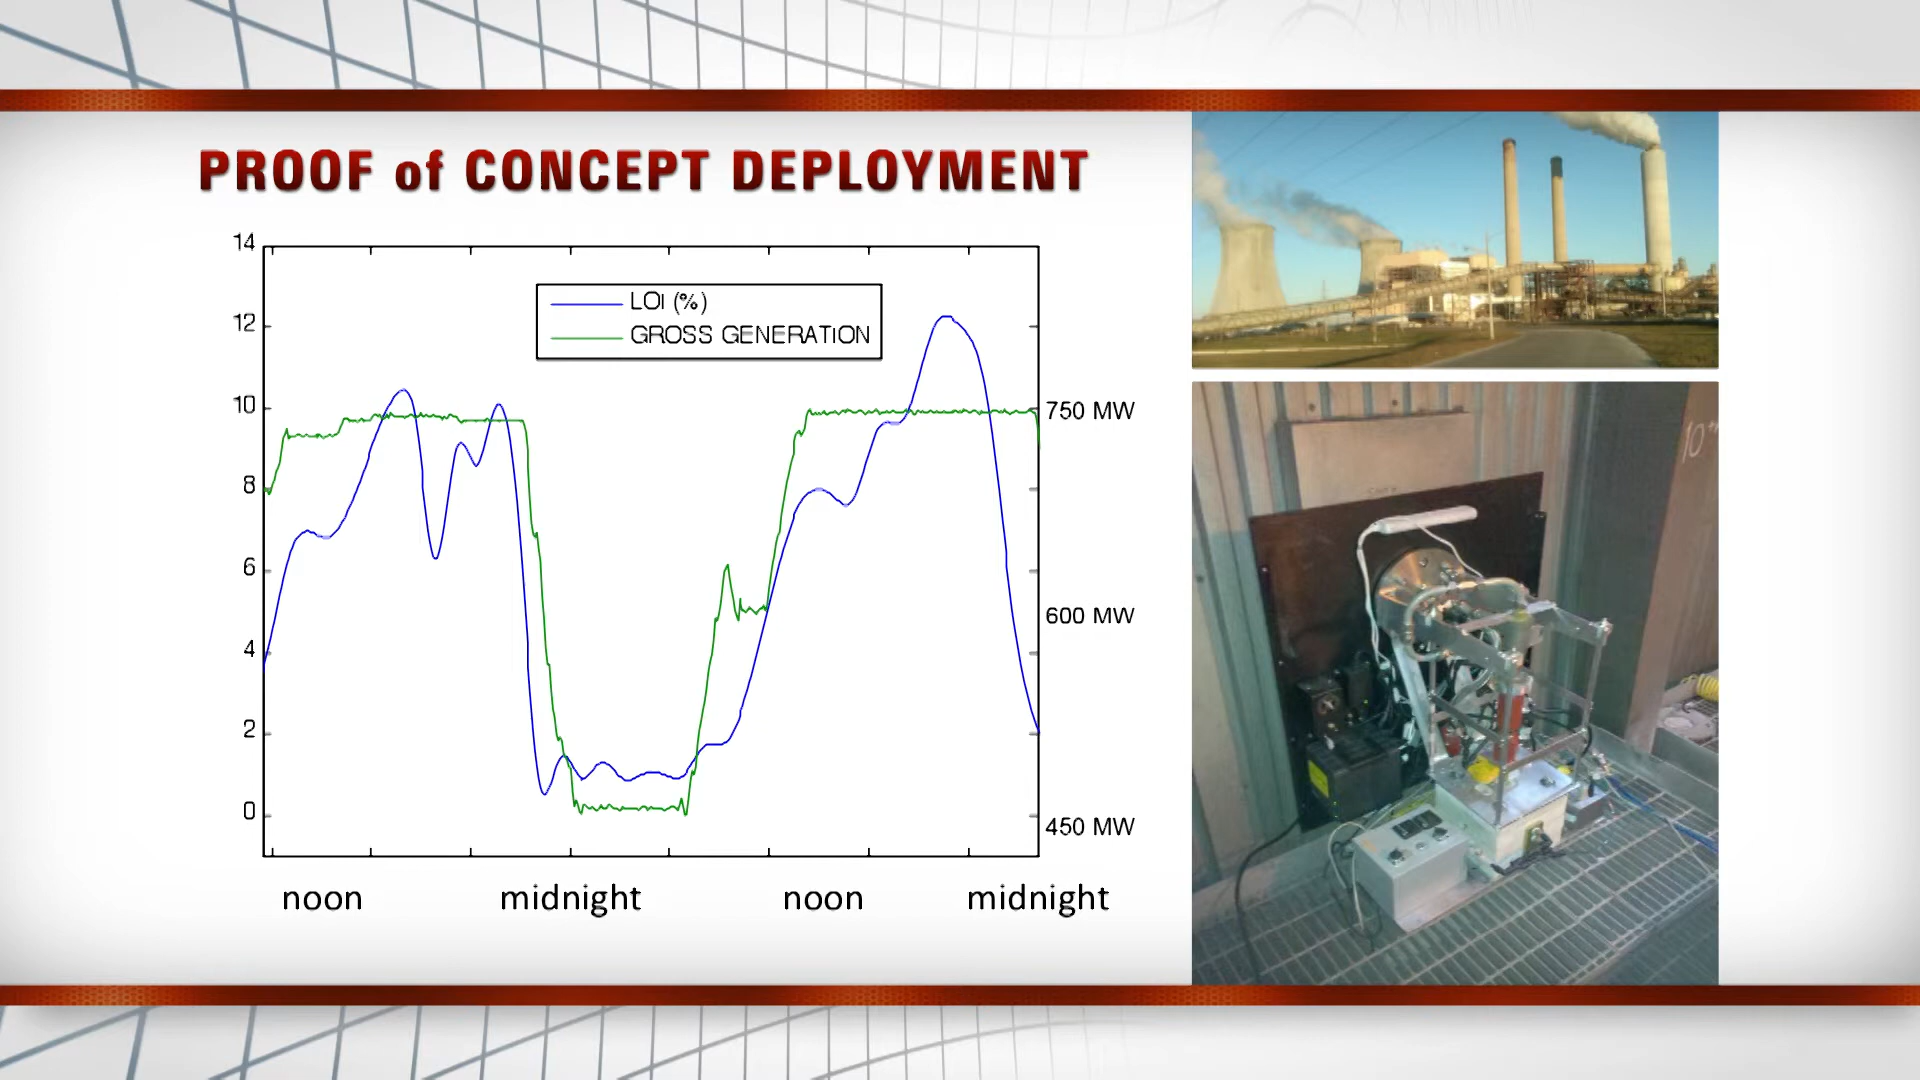 PROOF of CONCEPT DEPLOYMENT
14
12
10
8
6
4
2
0
LOI (%)
GROSS GENERATION
750 MW
600 MW
450 MW
noon midnight noon midnight
10